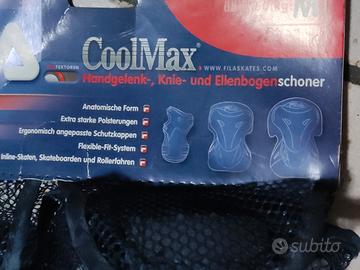 M
CoolMax®
WWW.FILASKATES.COM
Handgelenk-, Knie- und Ellenbogenschoner
Anatomische Form
Extra starke Polsterungen
Ergonomisch angepasste Schutzkappen
Flexible-Fit-System
Inline-Skaten, Skateboarden und Rollerfahren
subito